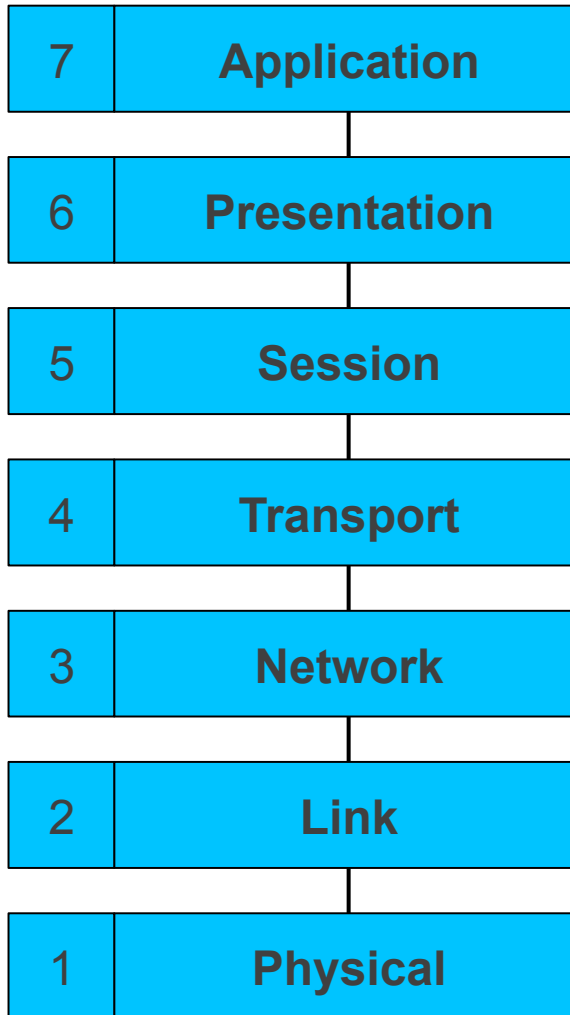 7 Application
6 Presentation
5 Session
4 Transport
3 Network
2 Link
1 Physical